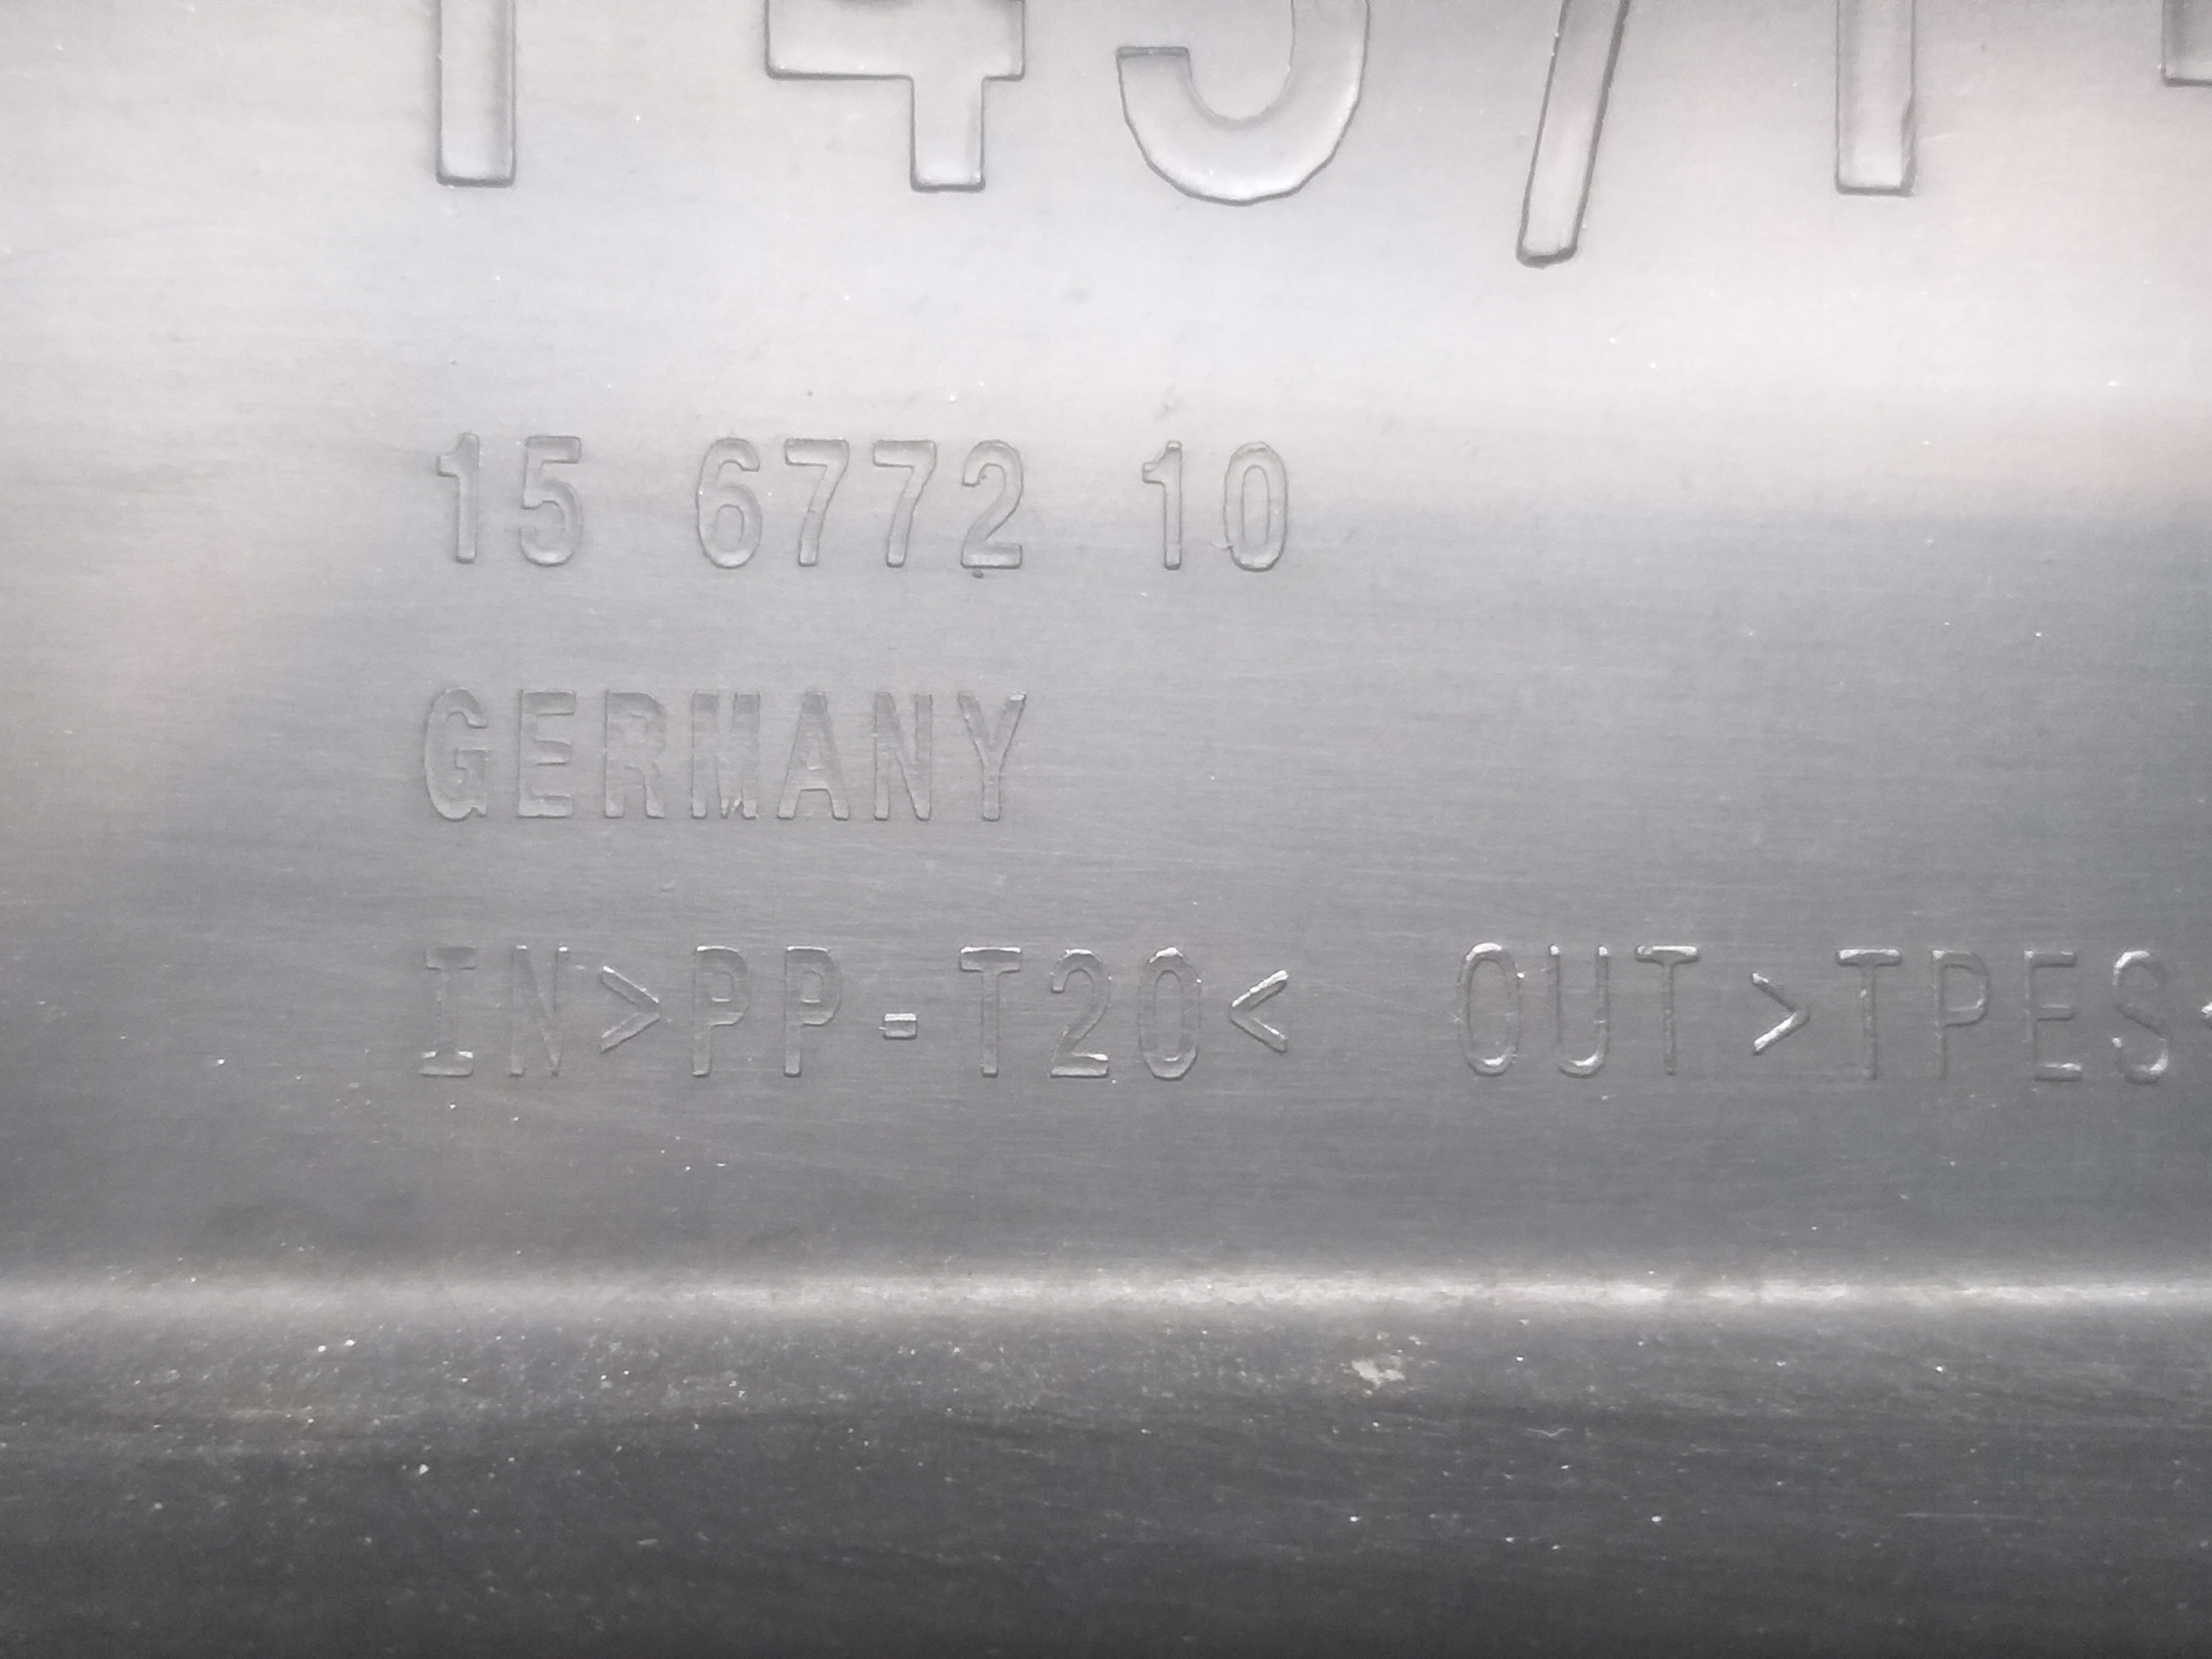 15 6772 10
GERMANY
IN>PP-T20< OUT>TPES<